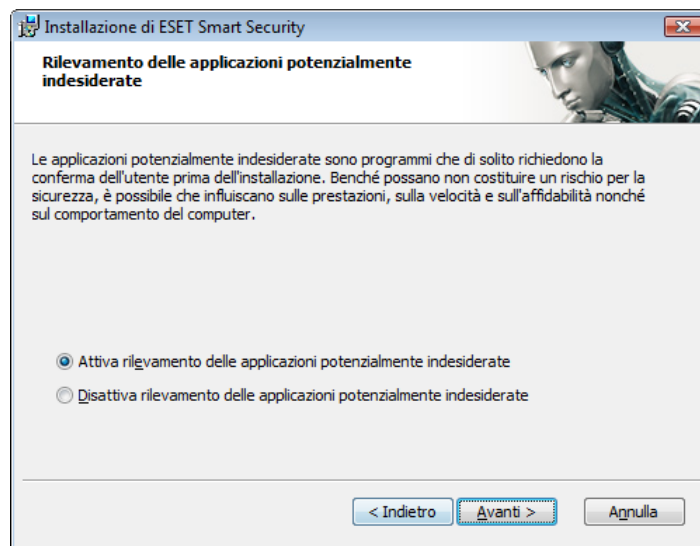 Installazione di ESET Smart Security
Rilevamento delle applicazioni potenzialmente
indesiderate
Le applicazioni potenzialmente indesiderate sono programmi che di solito richiedono la
conferma dell'utente prima dell'installazione. Benché possano non costituire un rischio per la
sicurezza, è possibile che influiscano sulle prestazioni, sulla velocità e sull'affidabilità nonché
sul comportamento del computer.
Attiva rilevamento delle applicazioni potenzialmente indesiderate
Disattiva rilevamento delle applicazioni potenzialmente indesiderate
< Indietro
Avanti >
Annulla